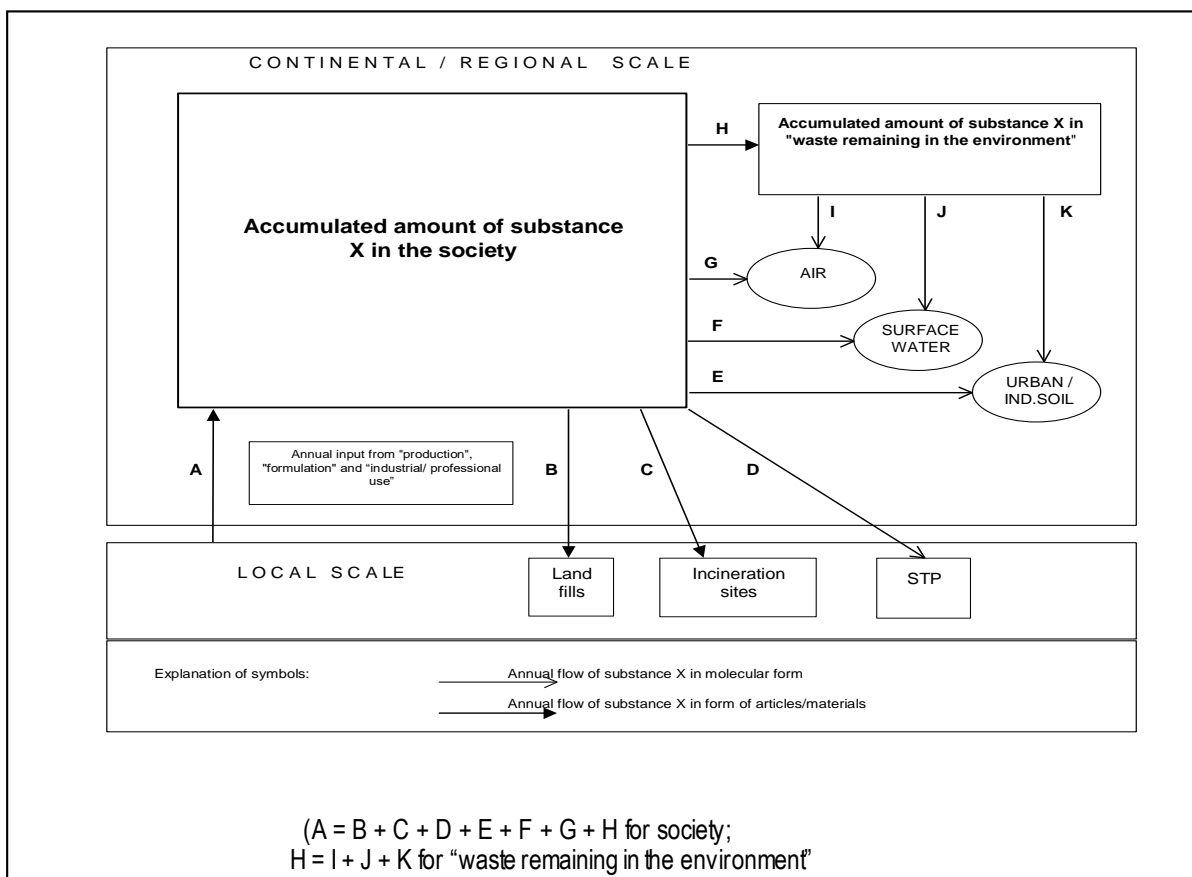 CONTINENTAL / REGIONAL SCALE
H
Accumulated amount of substance X in
"waste remaining in the environment"
I
J
K
Accumulated amount of substance
X in the society
G
AIR
F
SURFACE
WATER
E
URBAN /
IND.SOIL
A
Annual input from "production",
"formulation" and “industrial/ professional
use”
B
C
D
LOCAL SCALE
Land
fills
Incineration
sites
STP
Explanation of symbols:
Annual flow of substance X in molecular form
Annual flow of substance X in form of articles/materials
(A = B + C + D + E + F + G + H for society;
H = I + J + K for “waste remaining in the environment”